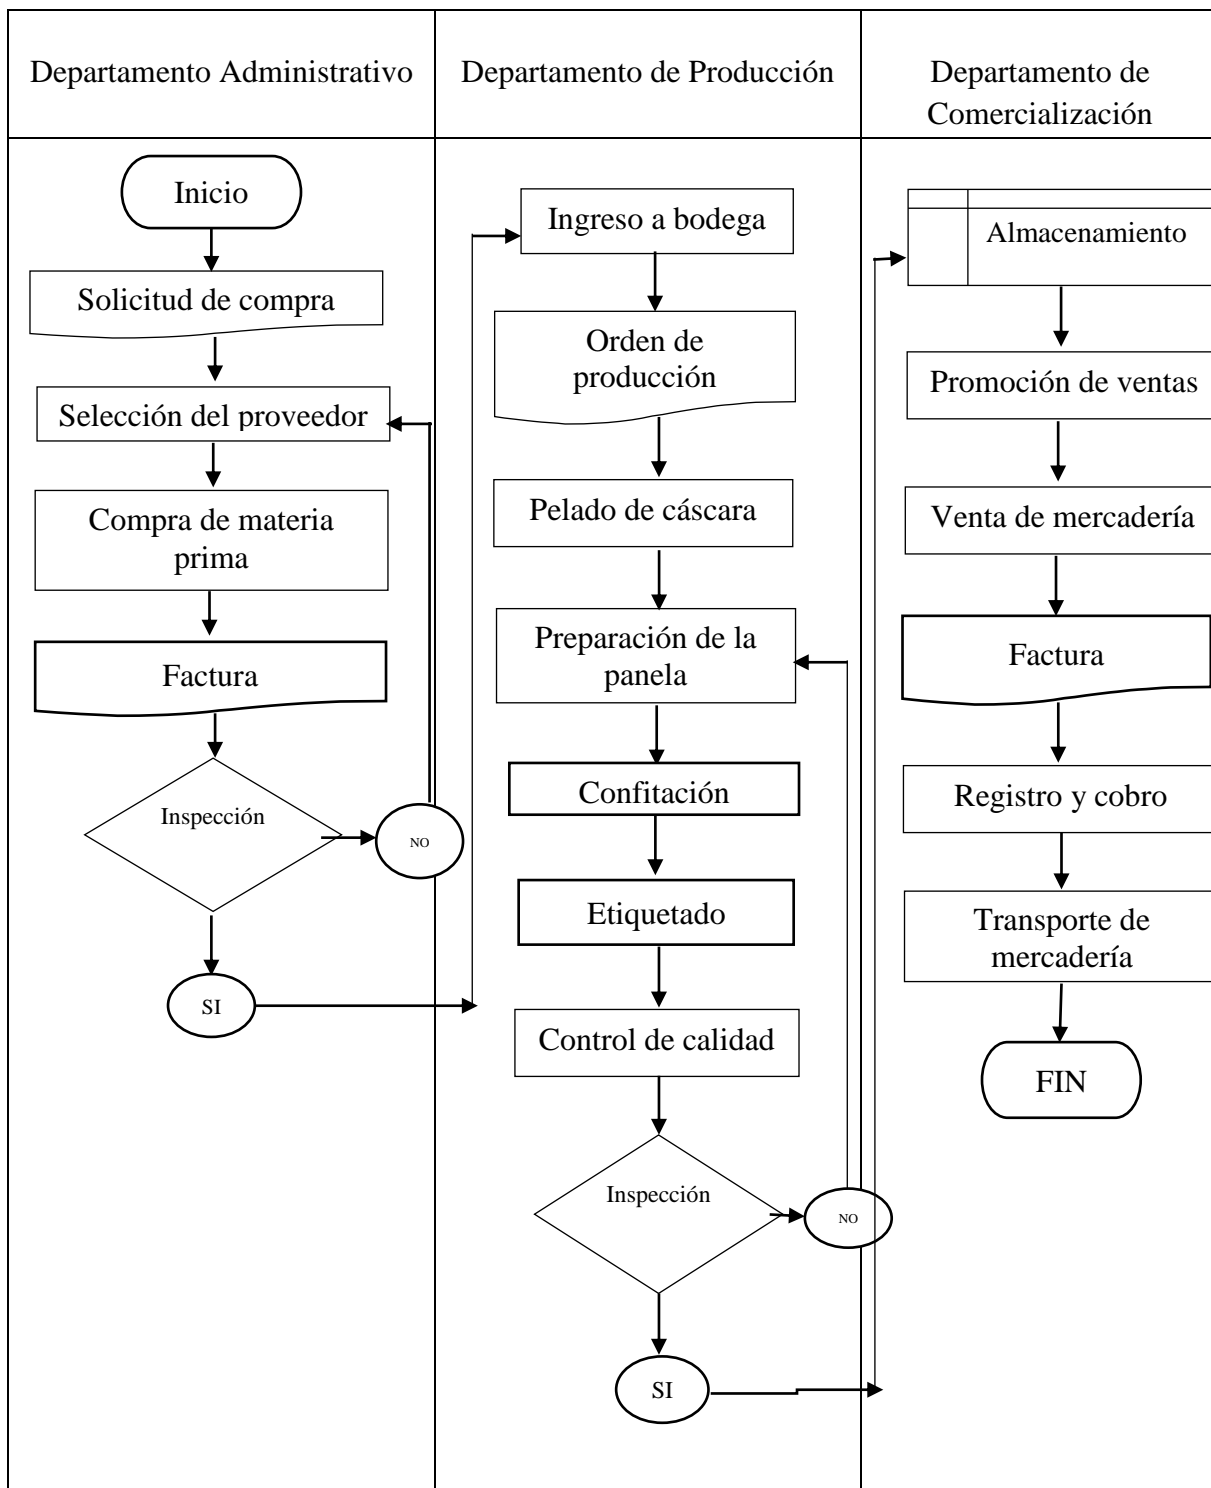 Departamento Administrativo
Departamento de Producción
Departamento de
Comercialización
Inicio
Solicitud de compra
Selección del proveedor
Compra de materia
prima
Factura
Inspección
NO
SI
Ingreso a bodega
Orden de
producción
Pelado de cáscara
Preparación de la
panela
Confitación
Etiquetado
Control de calidad
Inspección
NO
SI
Almacenamiento
Promoción de ventas
Venta de mercadería
Factura
Registro y cobro
Transporte de
mercadería
FIN